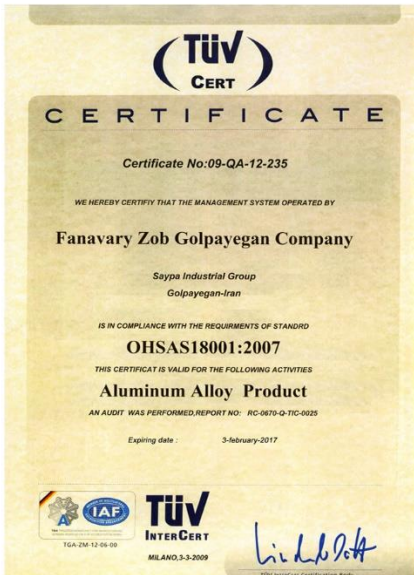 TÜV
CERT
CERTIFICATE
Certificate No:09-QA-12-235
WE HEREBY CERTIFIY THAT THE MANAGEMENT SYSTEM OPERATED BY
Fanavary Zob Golpayegan Company
Saypa Industrial Group
Golpayegan-Iran
IS IN COMPLIANCE WITH THE REQUIRMENTS OF STANDRD
OHSAS18001:2007
THIS CERTIFICAT IS VALID FOR THE FOLLOWING ACTIVITIES
Aluminum Alloy Product
AN AUDIT WAS PERFORMED,REPORT NO: RC-0670-Q-TIC-0025
Expiring date : 3-february-2017
IAF
TGA-ZM-12-06-00
TÜV
INTERCERT
MILANO,3-3-2009